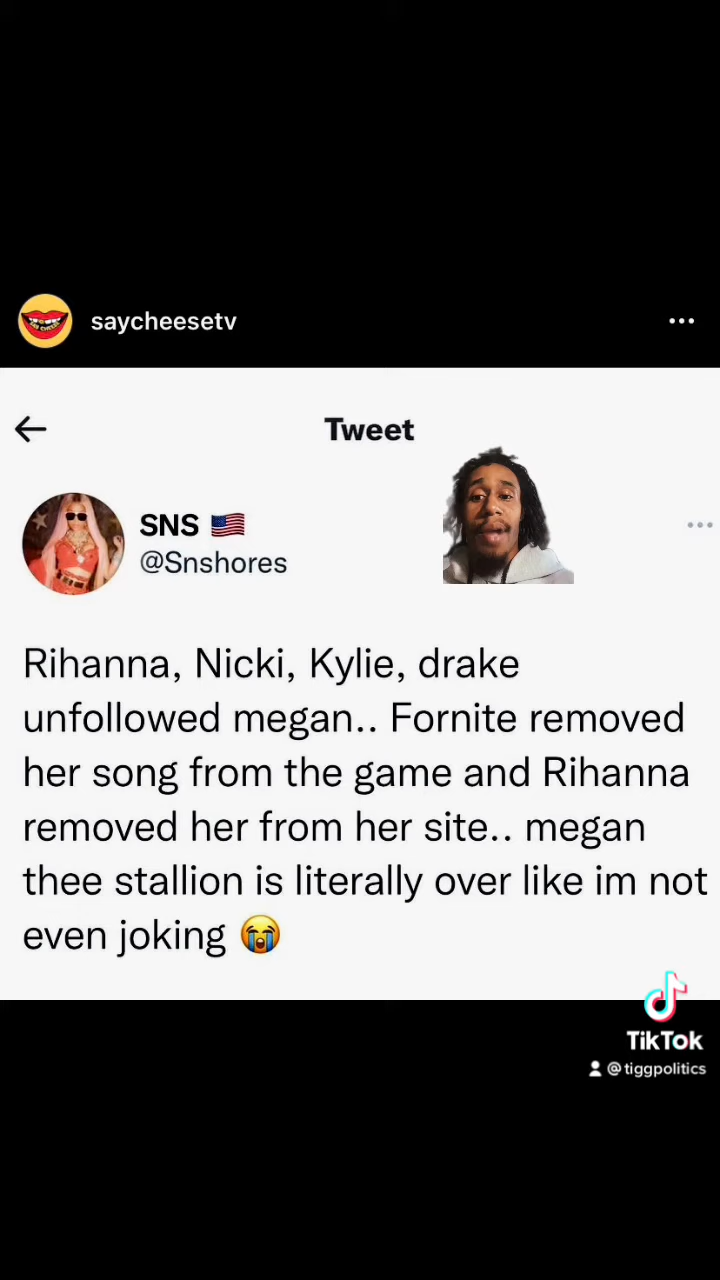 saycheesetv
Tweet
SNS 🇺🇸
@Snshores
Rihanna, Nicki, Kylie, drake
unfollowed megan.. Fornite removed
her song from the game and Rihanna
removed her from her site.. megan
thee stallion is literally over like im not
even joking 😭
TikTok
@tiggpolitics